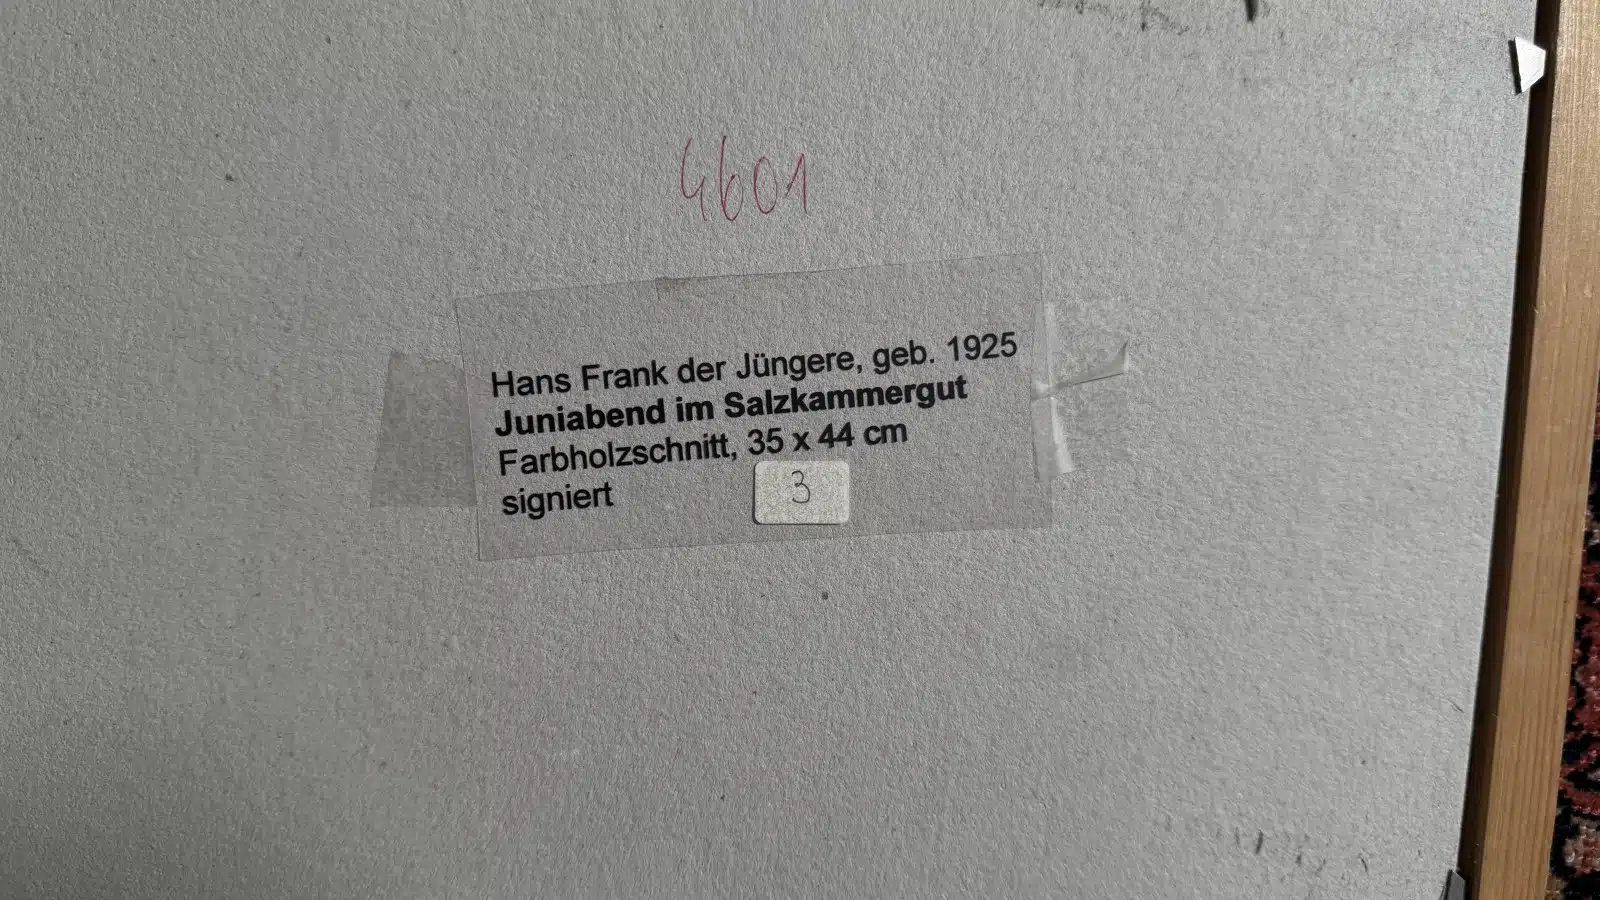 4601
Hans Frank der Jüngere, geb. 1925
Juniabend im Salzkammergut
Farbholzschnitt, 35 x 44 cm
signiert
3